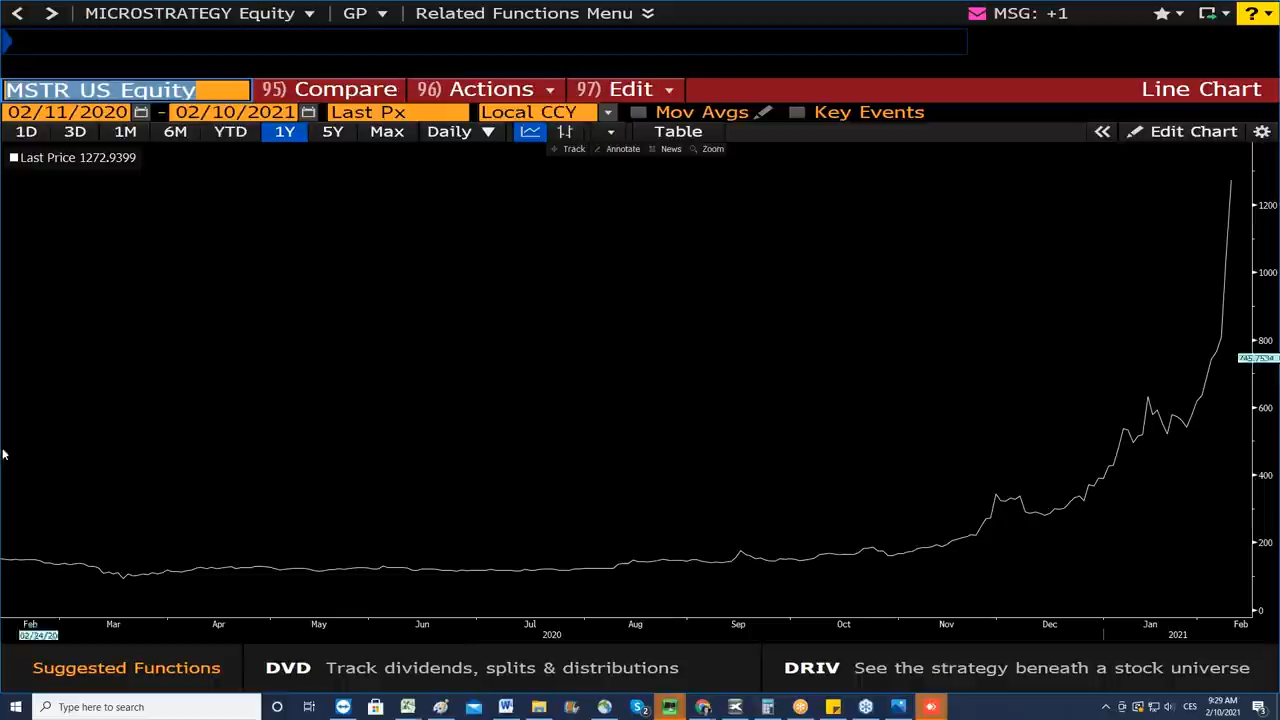 MICROSTRATEGY Equity GP Related Functions Menu MSG: +1 ?
MSTR US Equity 95) Compare 96) Actions 97) Edit Line Chart
02/11/2020 - 02/10/2021 Last Px Local CCY Mov Avgs Key Events
1D 3D 1M 6M YTD 1Y 5Y Max Daily Table Edit Chart
Track Annotate News Zoom
Last Price 1272.9399
1200
1000
800
600
400
200
0
Feb Mar Apr May Jun Jul Aug Sep Oct Nov Dec Jan Feb
02/24/20 2020 2021
Suggested Functions DVD Track dividends, splits & distributions DRIV See the strategy beneath a stock universe
Type here to search CES 9:29 AM
2/10/2021